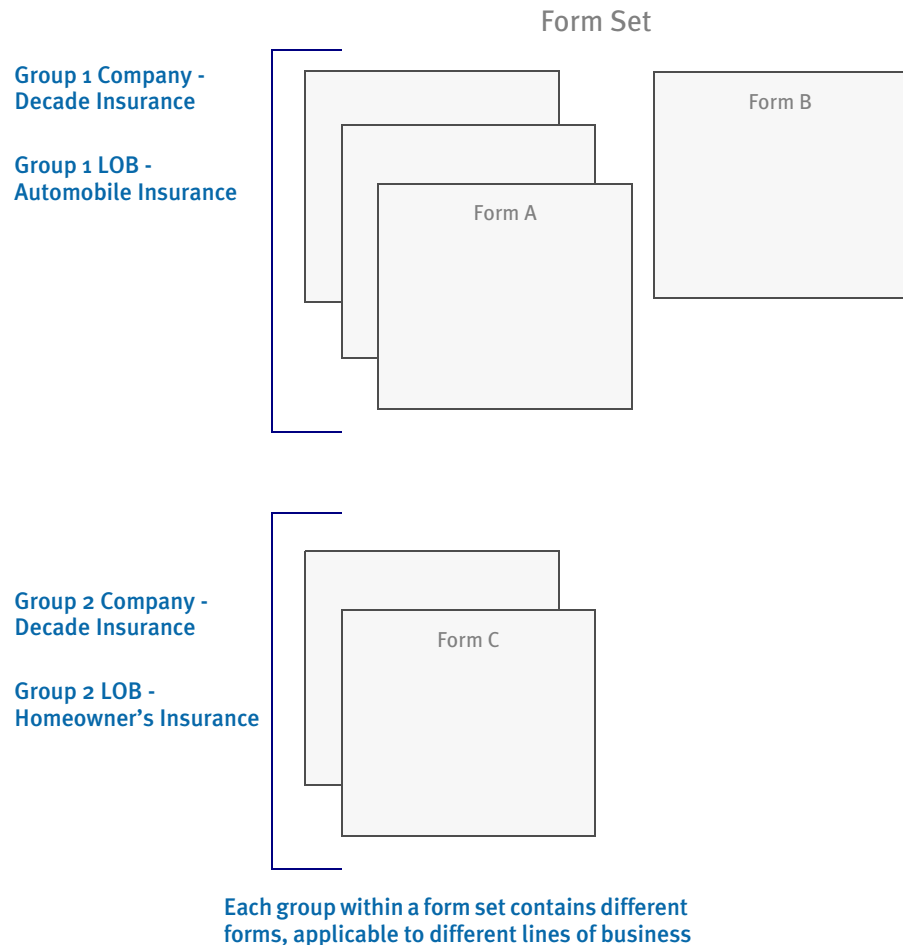 Form Set
Group 1 Company -
Decade Insurance
Group 1 LOB -
Automobile Insurance
Form A
Form B
Group 2 Company -
Decade Insurance
Group 2 LOB -
Homeowner’s Insurance
Form C
Each group within a form set contains different
forms, applicable to different lines of business